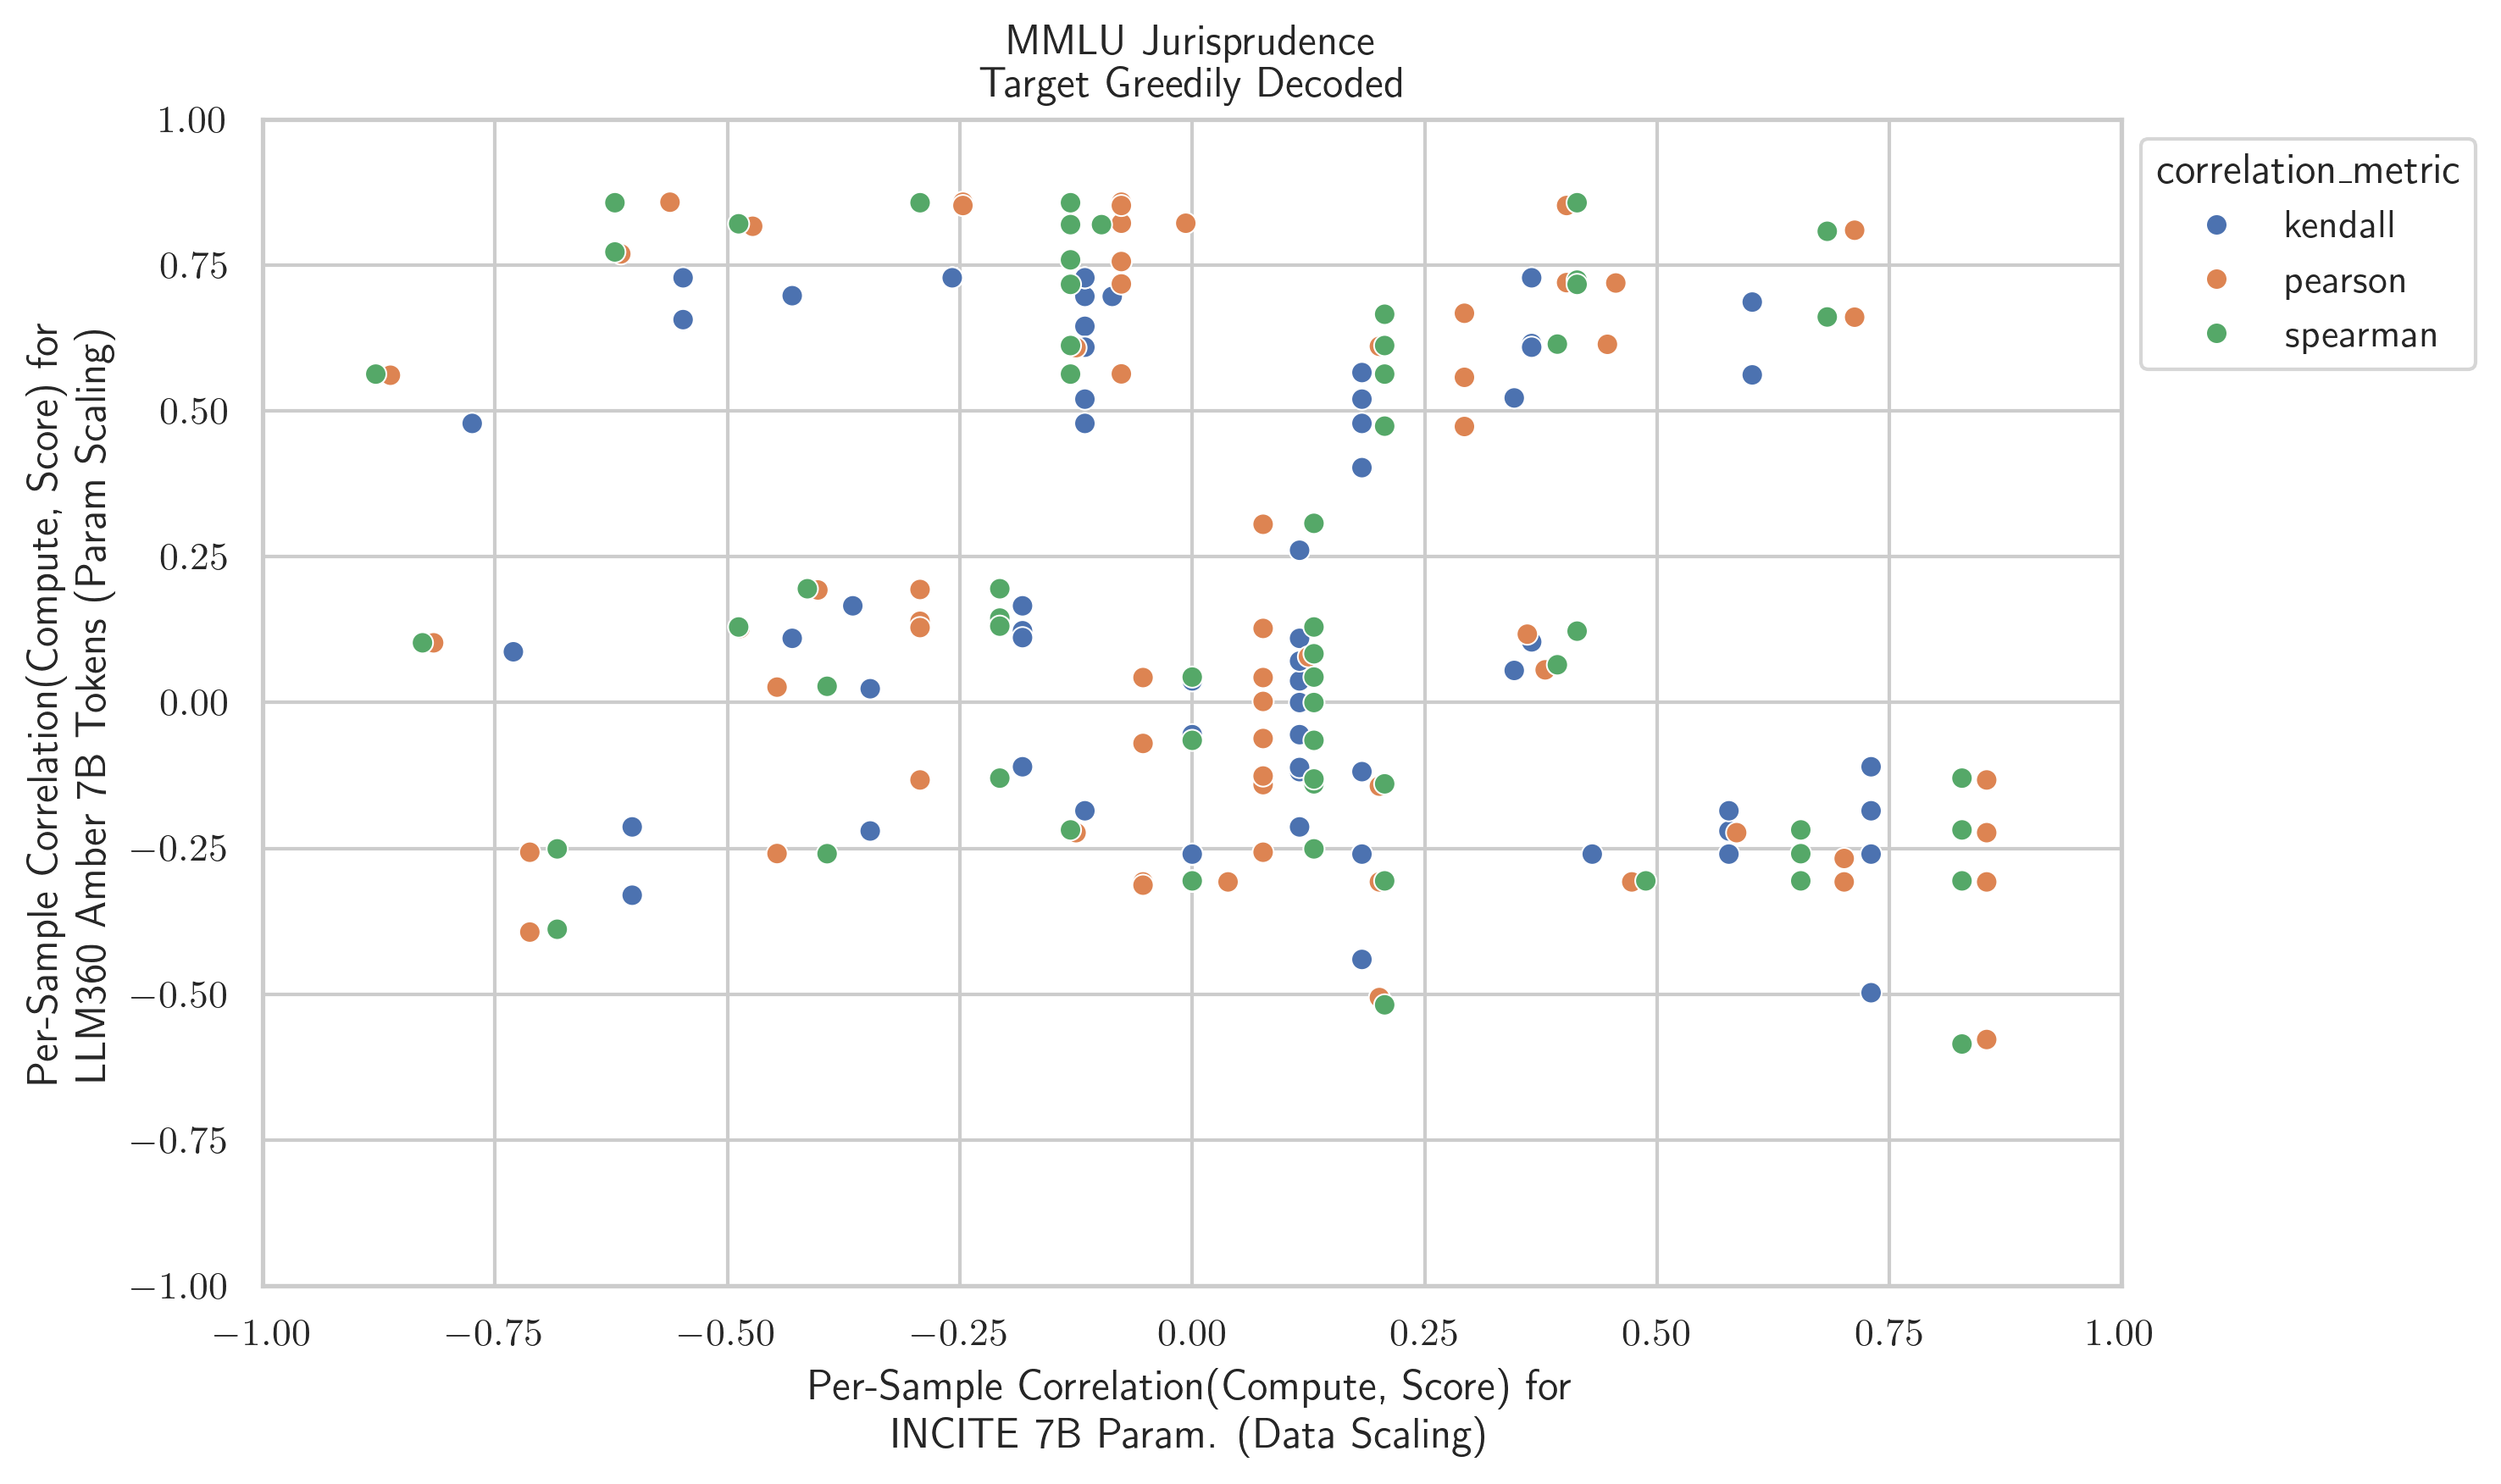 MMLU Jurisprudence
Target Greedily Decoded
Per-Sample Correlation(Compute, Score) for
LLM360 Amber 7B Tokens (Param Scaling)
1.00
0.75
0.50
0.25
0.00
−0.25
−0.50
−0.75
−1.00
correlation_metric
kendall
pearson
spearman
−1.00 −0.75 −0.50 −0.25 0.00 0.25 0.50 0.75 1.00
Per-Sample Correlation(Compute, Score) for
INCITE 7B Param. (Data Scaling)